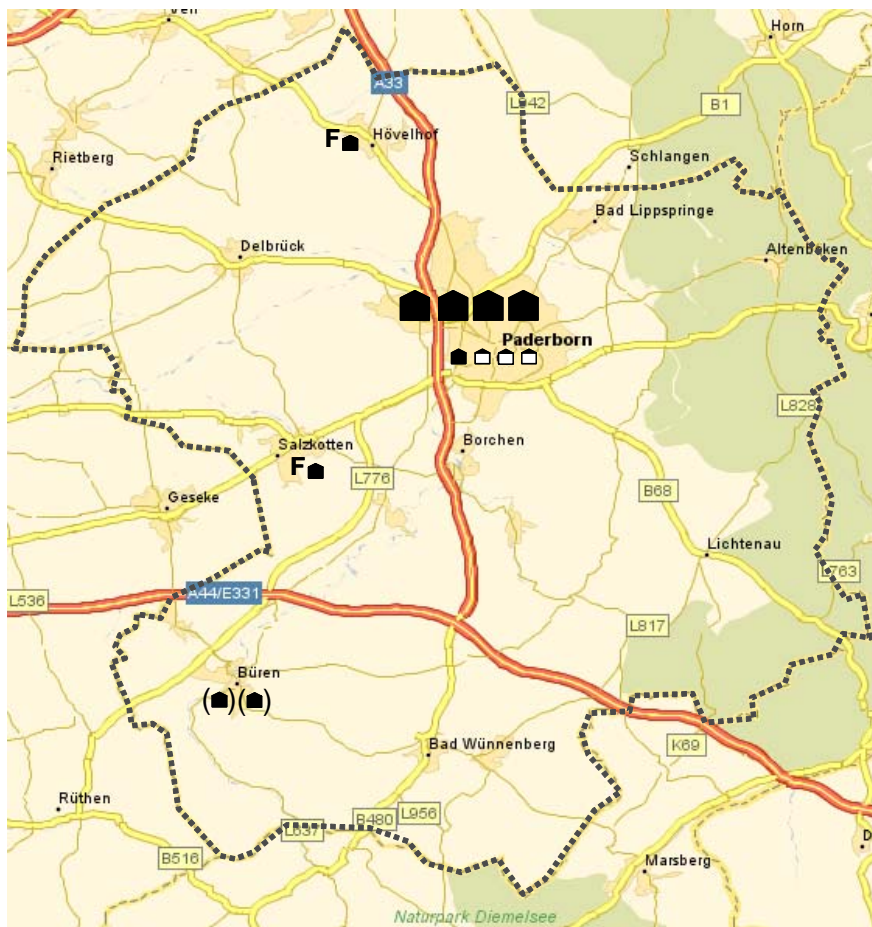 Horn
A33
L942
B1
F
Hövelhof
Rietberg
Schlangen
Bad Lippspringe
Delbrück
Altenbeken
Paderborn
L828
Salzkotten
Borchen
F
L776
B68
Geseke
Lichtenau
L763
A44/E331
L536
L817
Büren
( ) ( )
K69
Bad Wünnenberg
Rüthen
L956
B480
L637
B516
Marsberg
D
Naturpark Diemelsee